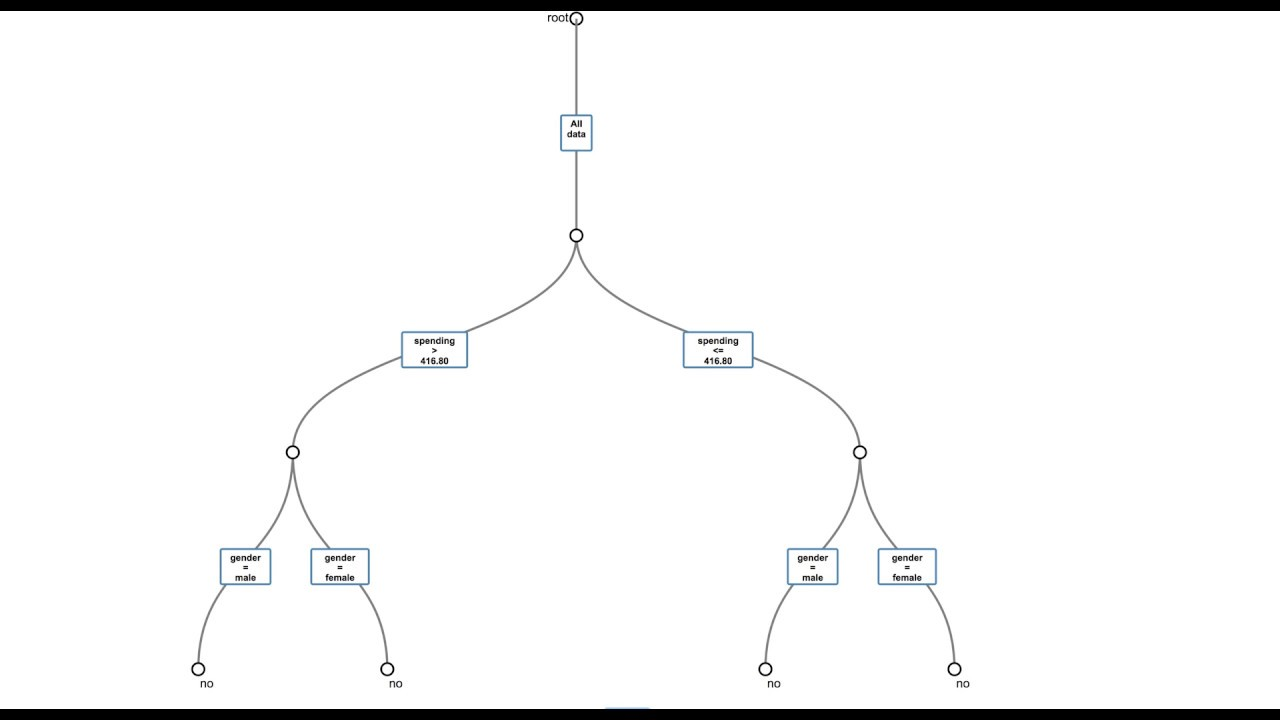 root
All
data
spending
>
416.80
spending
<=
416.80
gender
=
male
gender
=
female
gender
=
male
gender
=
female
no
no
no
no